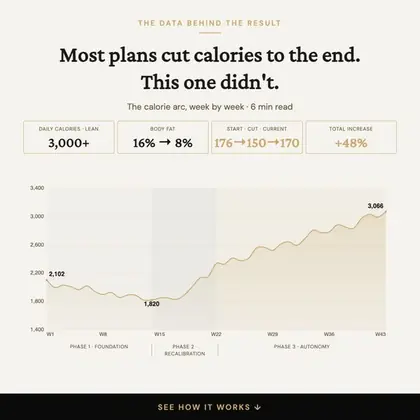 THE DATA BEHIND THE RESULT
Most plans cut calories to the end.
This one didn't.
The calorie arc, week by week · 6 min read
DAILY CALORIES · LEAN
3,000+
BODY FAT
16% → 8%
START · CUT · CURRENT
176→150→170
TOTAL INCREASE
+48%
3,400
3,000
2,600
2,200
1,800
1,400
2,102
1,820
3,066
W1
W8
W15
W22
W29
W36
W43
PHASE 1 · FOUNDATION
PHASE 2 ·
RECALIBRATION
PHASE 3 · AUTONOMY
SEE HOW IT WORKS ↓